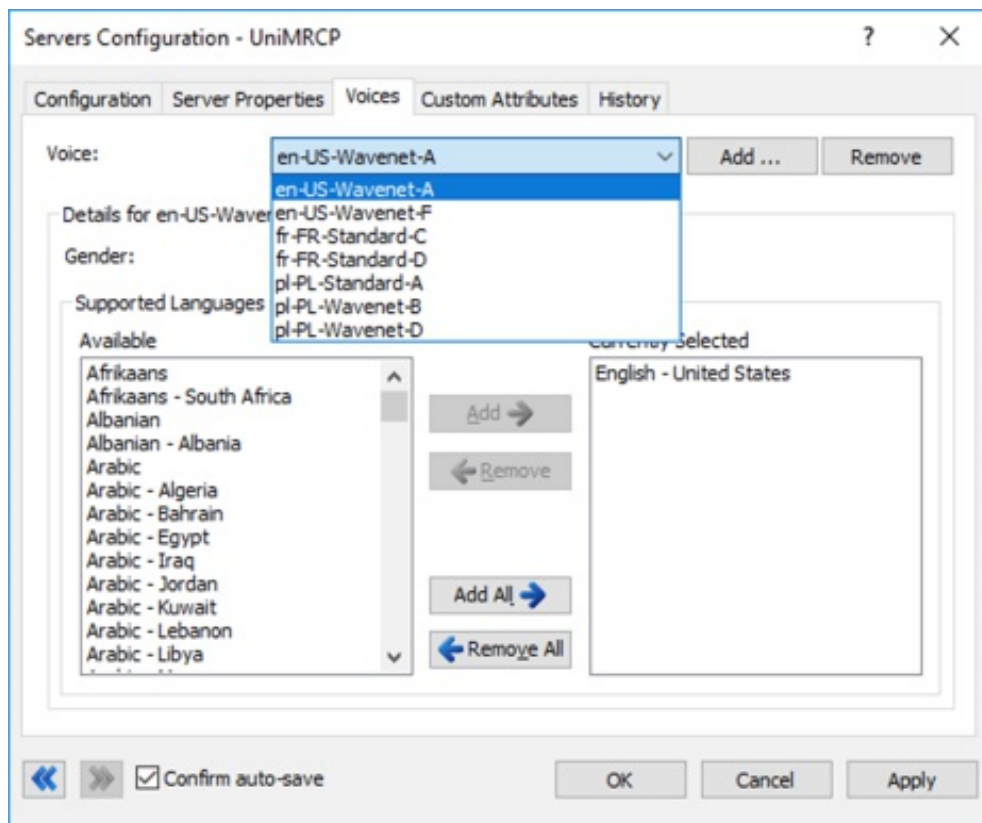 Servers Configuration - UniMRCP ?
Configuration Server Properties Voices Custom Attributes History
Voice: en-US-Wavenet-A Add ... Remove
en-US-Wavenet-A
en-US-Wavenet-F
fr-FR-Standard-C
fr-FR-Standard-D
pl-PL-Standard-A
pl-PL-Wavenet-B
pl-PL-Wavenet-D
Details for en-US-Waven
Gender:
Supported Languages
Available
Afrikaans
Afrikaans - South Africa
Albanian
Albanian - Albania
Arabic
Arabic - Algeria
Arabic - Bahrain
Arabic - Egypt
Arabic - Iraq
Arabic - Jordan
Arabic - Kuwait
Arabic - Lebanon
Arabic - Libya
Add
Remove
Add All
Remove All
Currently Selected
English - United States
Confirm auto-save OK Cancel Apply